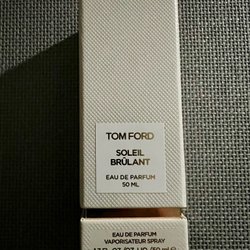 TOM FORD
SOLEIL
BRÛLANT
EAU DE PARFUM
50 ML
EAU DE PARFUM
VAPORISATEUR SPRAY